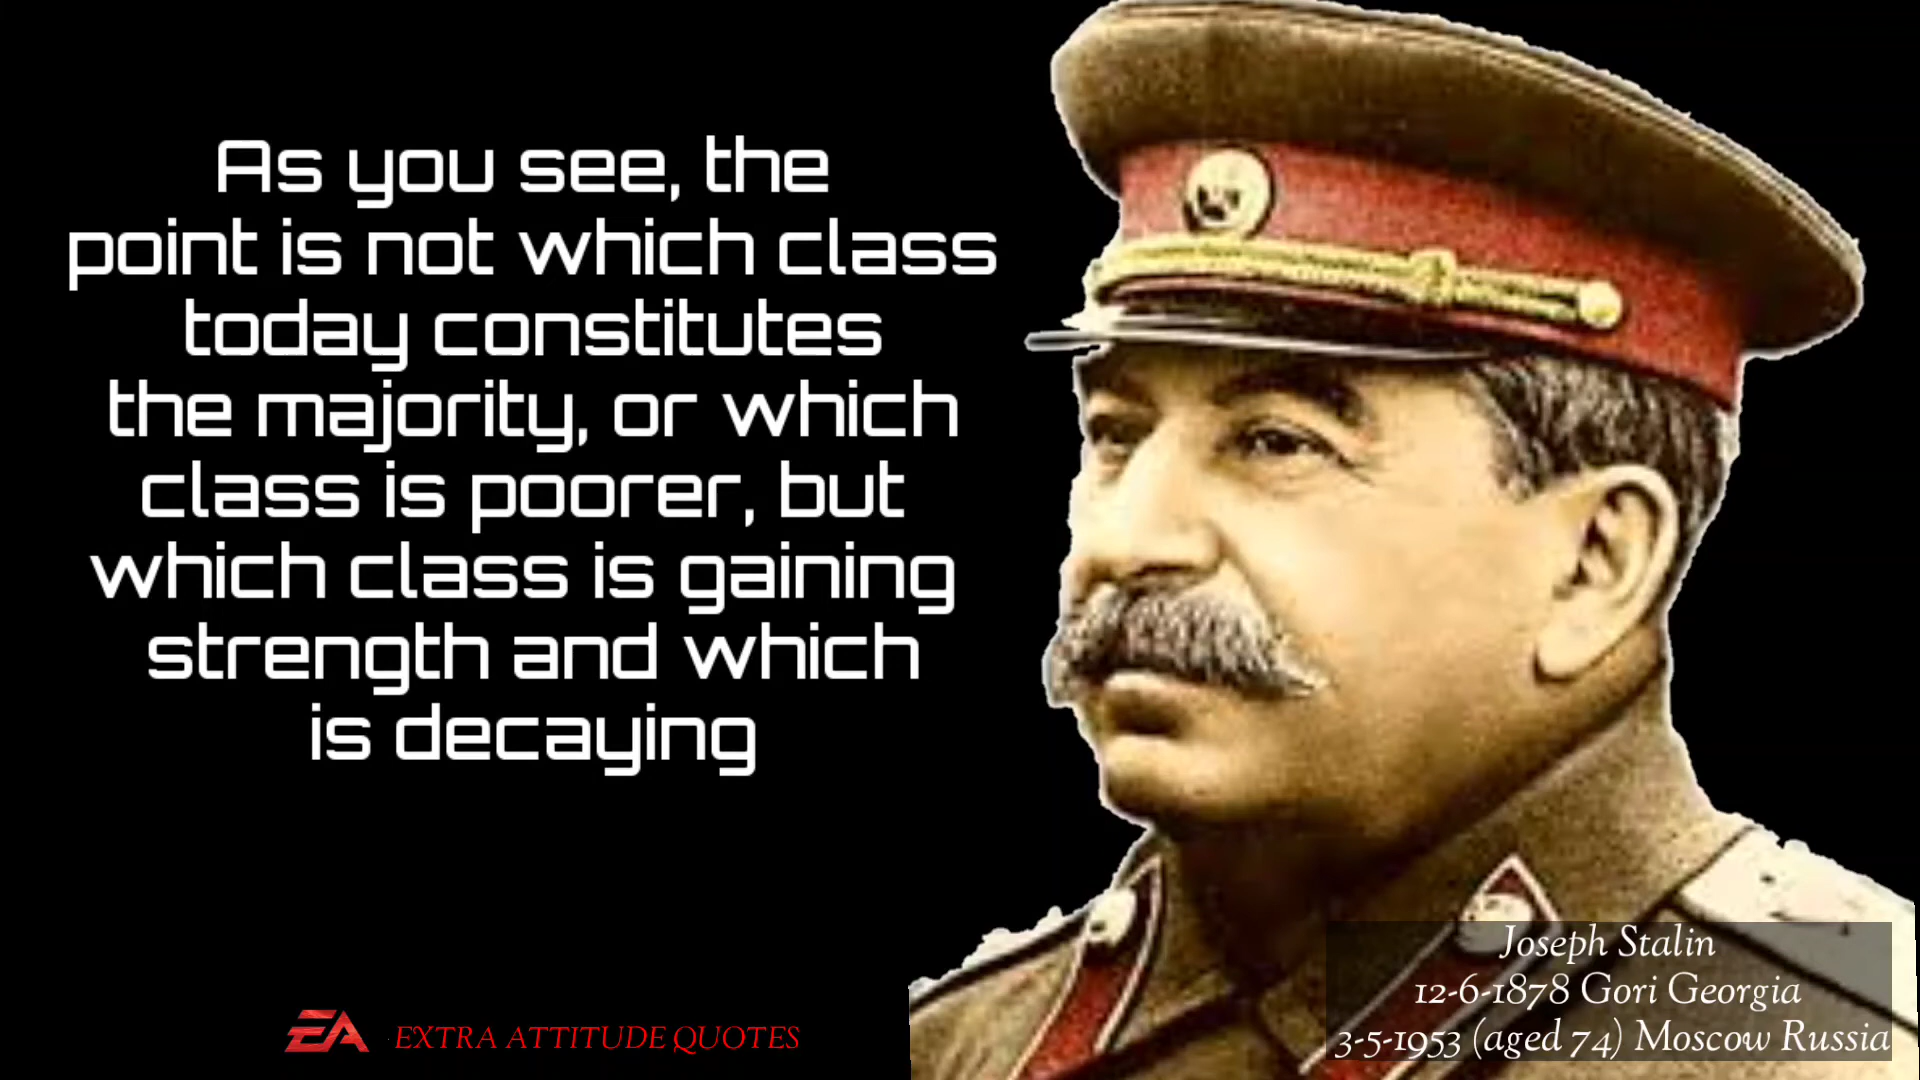 As you see, the
point is not which class
today constitutes
the majority, or which
class is poorer, but
which class is gaining
strength and which
is decaying
Joseph Stalin
12-6-1878 Gori Georgia
3-5-1953 (aged 74) Moscow Russia
EA EXTRA ATTITUDE QUOTES